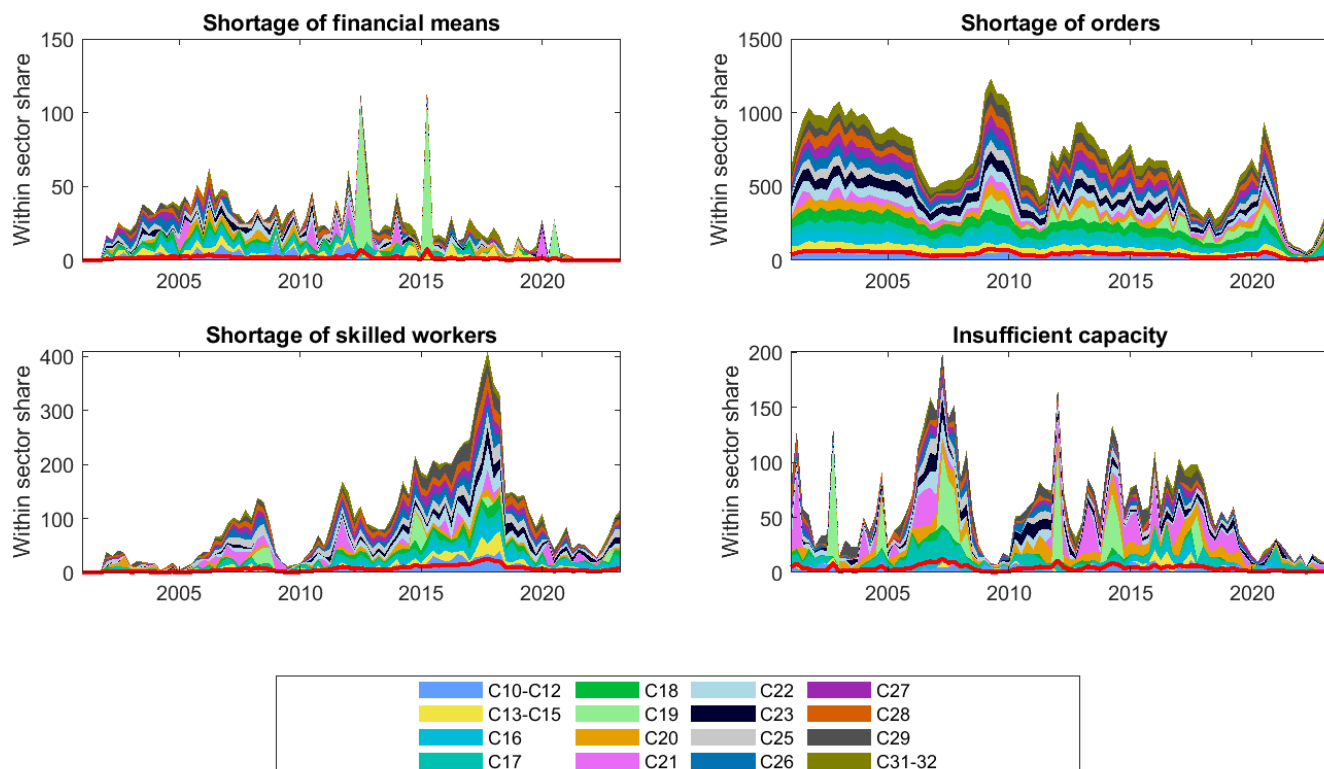 Shortage of financial means
Within sector share
150
100
50
0
2005 2010 2015 2020
Shortage of orders
Within sector share
1500
1000
500
0
2005 2010 2015 2020
Shortage of skilled workers
Within sector share
400
300
200
100
0
2005 2010 2015 2020
Insufficient capacity
Within sector share
200
150
100
50
0
2005 2010 2015 2020
C10-C12 C18 C22 C27
C13-C15 C19 C23 C28
C16 C20 C25 C29
C17 C21 C26 C31-32